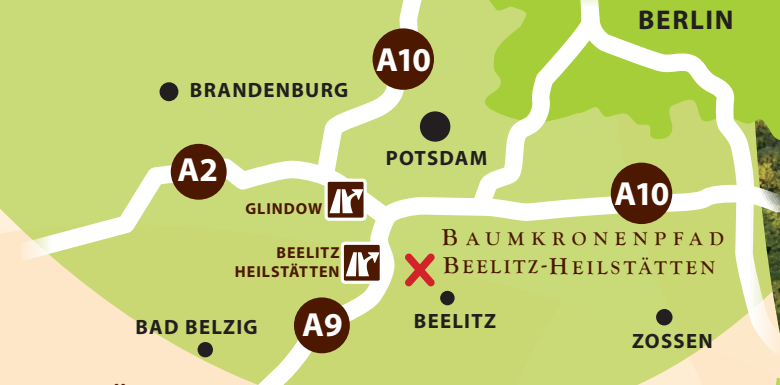 BERLIN
A10
BRANDENBURG
POTSDAM
A2
A10
GLINDOW
BAUMKRONENPFAD
BEELITZ
HEILSTÄTTEN
BEELITZ-HEILSTÄTTEN
BEELITZ
A9
BAD BELZIG
ZOSSEN